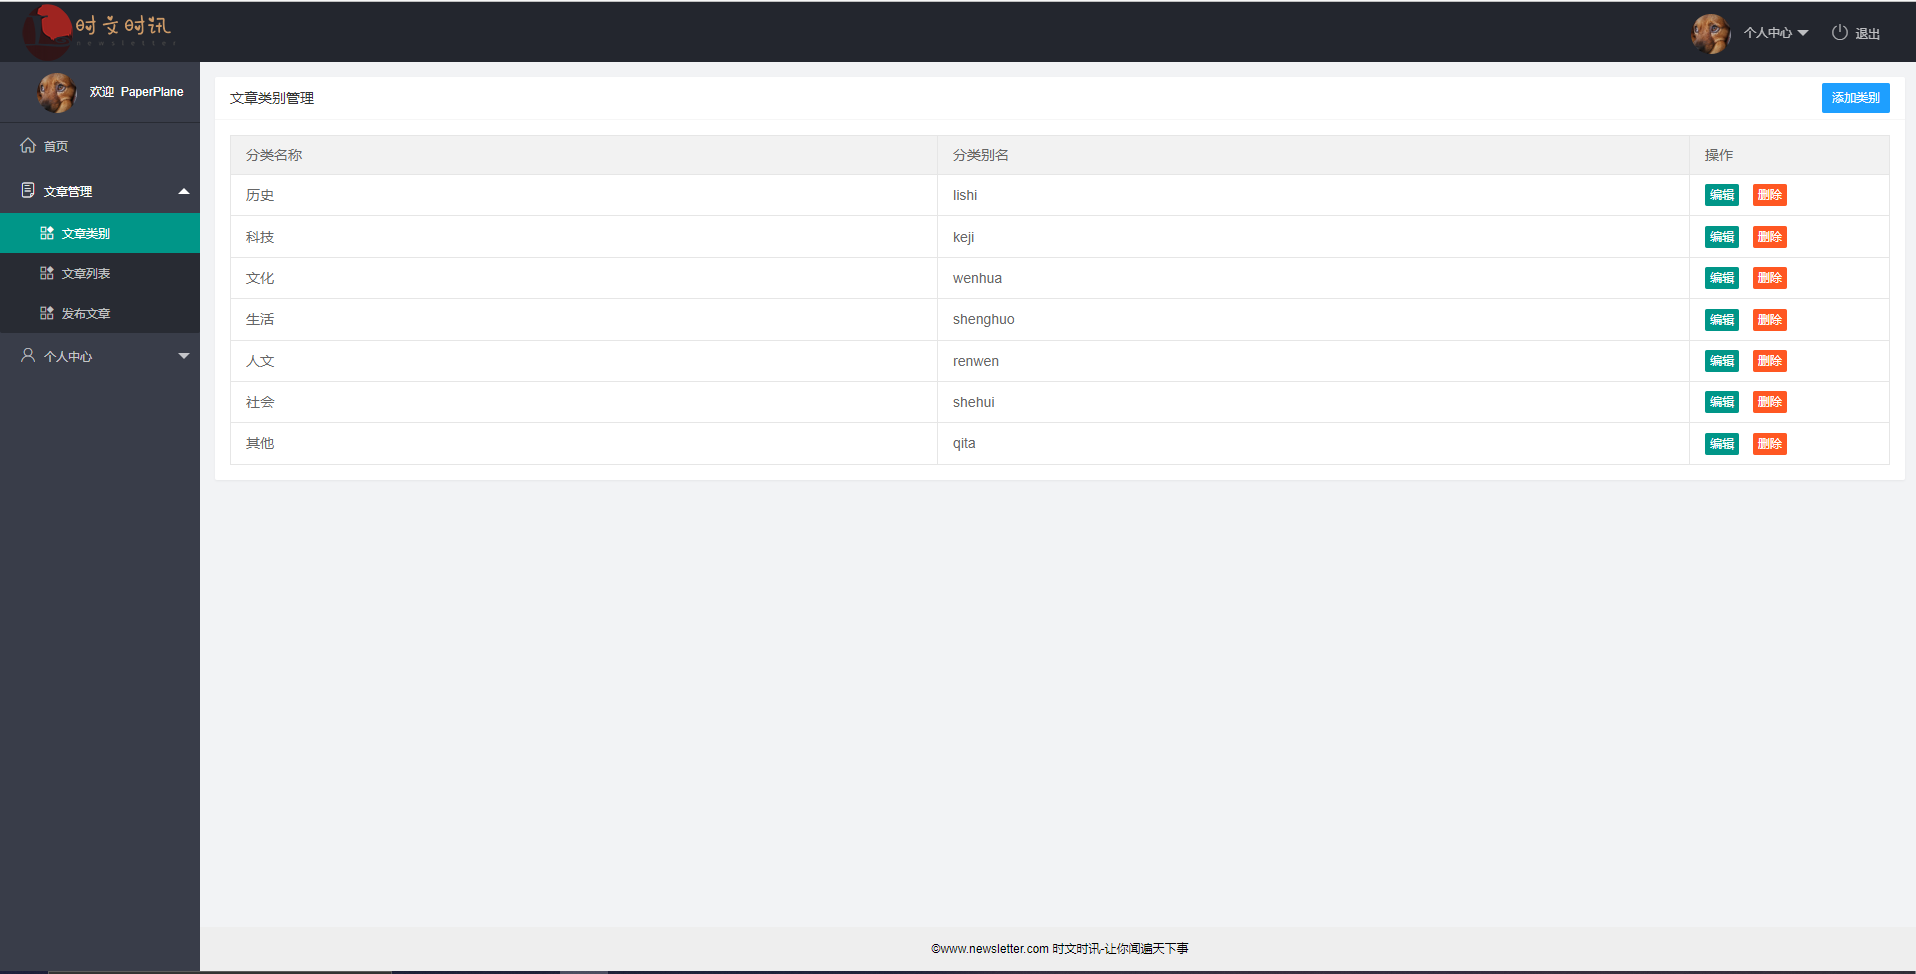 时文时讯
newsletter
个人中心
退出
欢迎 PaperPlane
首页
文章管理
文章类别
文章列表
发布文章
个人中心
文章类别管理
添加类别
分类名称 分类别名 操作
历史 lishi 编辑 删除
科技 keji 编辑 删除
文化 wenhua 编辑 删除
生活 shenghuo 编辑 删除
人文 renwen 编辑 删除
社会 shehui 编辑 删除
其他 qita 编辑 删除
©www.newsletter.com 时文时讯-让你闻遍天下事